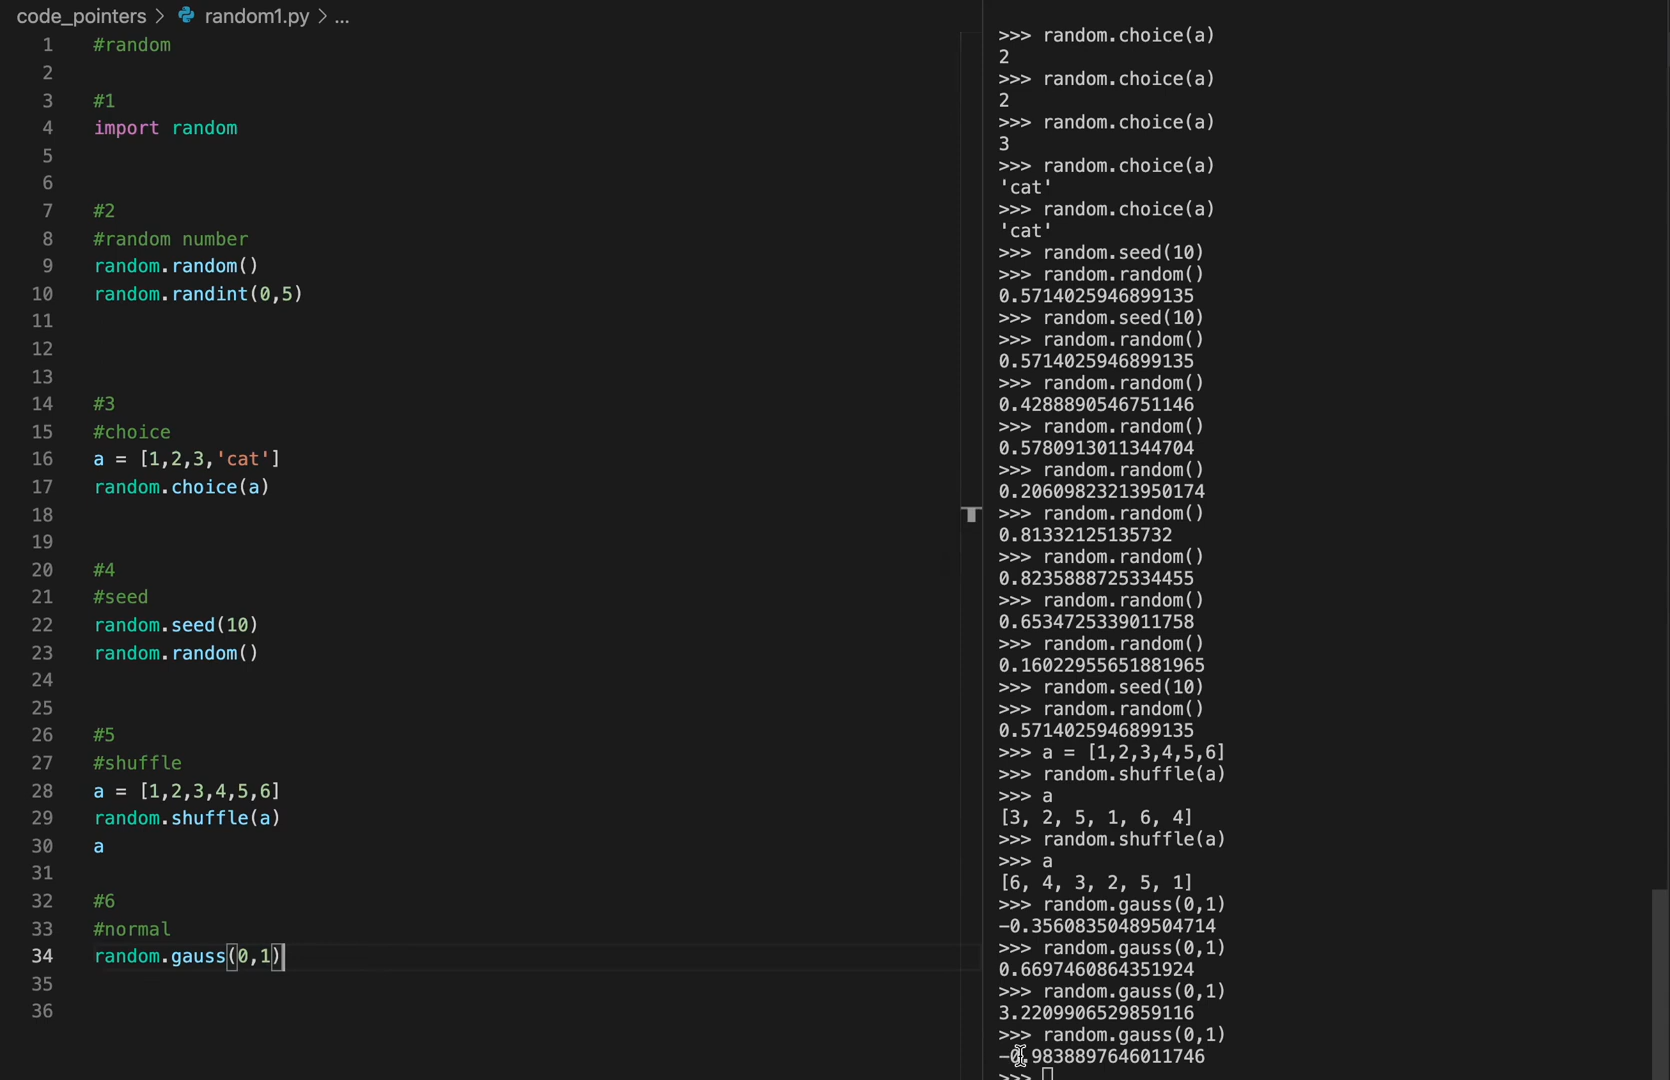 code_pointers > random1.py > ...
1 #random
2
3 #1
4 import random
5
6
7 #2
8 #random number
9 random.random()
10 random.randint(0,5)
11
12
13
14 #3
15 #choice
16 a = [1,2,3,'cat']
17 random.choice(a)
18
19
20 #4
21 #seed
22 random.seed(10)
23 random.random()
24
25
26 #5
27 #shuffle
28 a = [1,2,3,4,5,6]
29 random.shuffle(a)
30 a
31
32 #6
33 #normal
34 random.gauss(0,1)
35
36
>>> random.choice(a)
2
>>> random.choice(a)
2
>>> random.choice(a)
3
>>> random.choice(a)
'cat'
>>> random.choice(a)
'cat'
>>> random.seed(10)
>>> random.random()
0.5714025946899135
>>> random.seed(10)
>>> random.random()
0.5714025946899135
>>> random.random()
0.4288890546751146
>>> random.random()
0.5780913011344704
>>> random.random()
0.20609823213950174
>>> random.random()
0.81332125135732
>>> random.random()
0.8235888725334455
>>> random.random()
0.6534725339011758
>>> random.random()
0.16022955651881965
>>> random.seed(10)
>>> random.random()
0.5714025946899135
>>> a = [1,2,3,4,5,6]
>>> random.shuffle(a)
>>> a
[3, 2, 5, 1, 6, 4]
>>> random.shuffle(a)
>>> a
[6, 4, 3, 2, 5, 1]
>>> random.gauss(0,1)
-0.35608350489504714
>>> random.gauss(0,1)
0.6697460864351924
>>> random.gauss(0,1)
3.2209906529859116
>>> random.gauss(0,1)
-0.9838897646011746
>>>